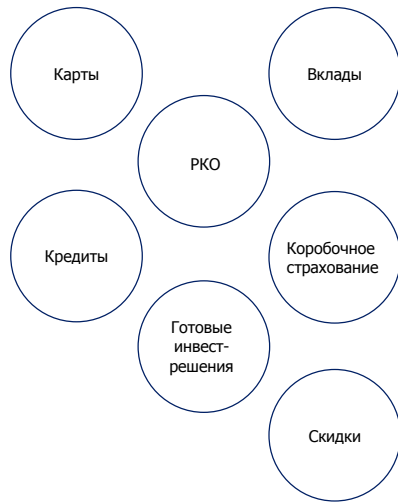 Карты
Вклады
РКО
Кредиты
Коробочное
страхование
Готовые
инвест-
решения
Скидки